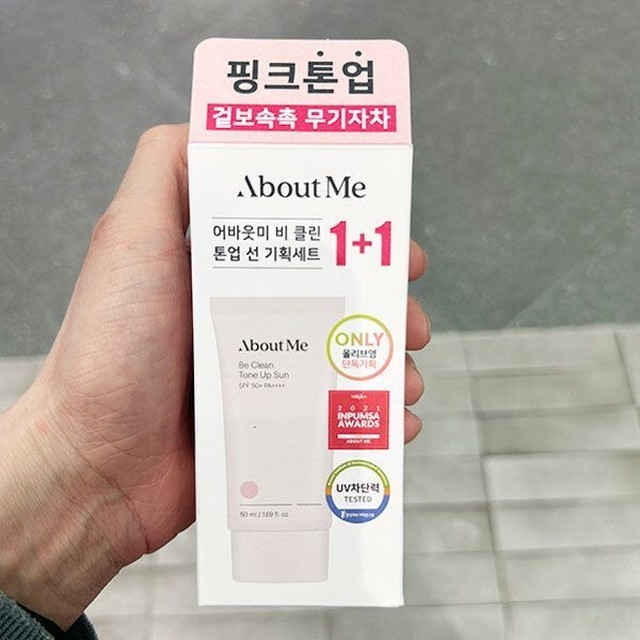 핑크톤업
겉보속촉 무기자차
About Me
어바웃미 비 클린
톤업 선 기획세트
1+1
About Me
Be Clean
Tone Up Sun
SPF 50+ PA++++
50 ml / 1.69 fl. oz.
ONLY
올리브영
단독기획
2021
INPUMSA
AWARDS
ABOUT ME
UV차단력
TESTED